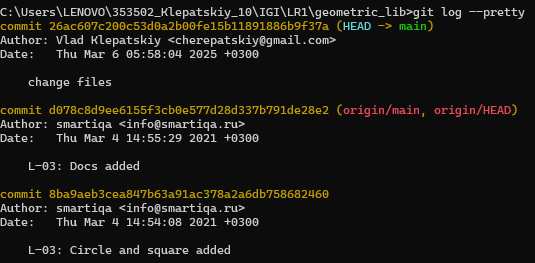 C:\Users\LENOVO\353502_Klepatskiy_10\IGI\LR1\geometric_lib>git log --pretty
commit 26ac607c200c53d0a2b00fe15b11891886b9f37a (HEAD -> main)
Author: Vlad Klepatskiy <cherepatskiy@gmail.com>
Date:   Thu Mar 6 05:58:04 2025 +0300
    change files
commit d078c8d9ee6155f3cb0e577d28d337b791de28e2 (origin/main, origin/HEAD)
Author: smartiqa <info@smartiqa.ru>
Date:   Thu Mar 4 14:55:29 2021 +0300
    L-03: Docs added
commit 8ba9aeb3cea847b63a91ac378a2a6db758682460
Author: smartiqa <info@smartiqa.ru>
Date:   Thu Mar 4 14:54:08 2021 +0300
    L-03: Circle and square added